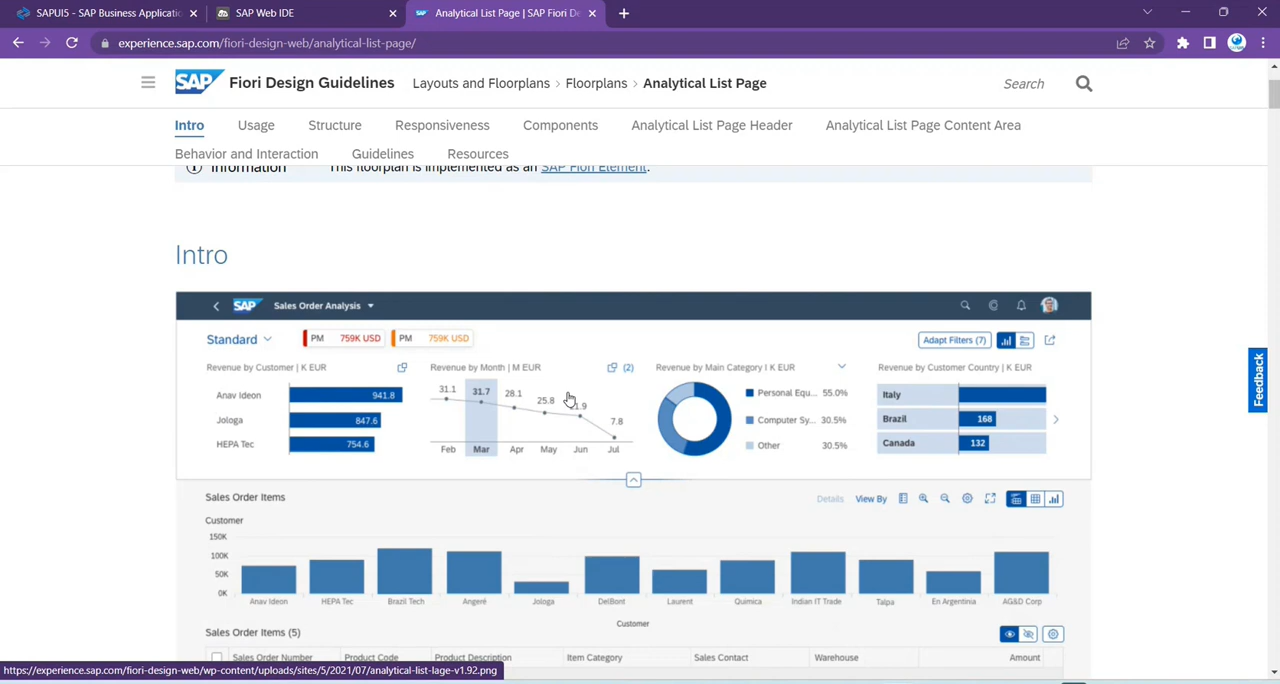 SAPUI5 - SAP Business Applicatio
SAP Web IDE
Analytical List Page | SAP Fiori De
experience.sap.com/fiori-design-web/analytical-list-page/
SAP Fiori Design Guidelines Layouts and Floorplans > Floorplans > Analytical List Page Search
Intro Usage Structure Responsiveness Components Analytical List Page Header Analytical List Page Content Area
Behavior and Interaction Guidelines Resources
Information This floorplan is implemented as an SAP Fiori Element.
Intro
SAP Sales Order Analysis
Standard PM 759K USD PM 759K USD Adapt Filters (7)
Revenue by Customer | K EUR
Anav Ideon 941.8
Jologa 847.6
HEPA Tec 754.6
Revenue by Month | M EUR (2)
31.1 31.7 28.1 25.8 1.9 7.8
Feb Mar Apr May Jun Jul
Revenue by Main Category I K EUR
Personal Equ... 55.0%
Computer Sy... 30.5%
Other 30.5%
Revenue by Customer Country | K EUR
Italy
Brazil 168
Canada 132
Sales Order Items Details View By
Customer
150K
100K
50K
0K
Anav Ideon HEPA Tec Brazil Tech Angeré Jologa DelBont Laurent Quimica Indian IT Trade Talpa En Argentinia AG&D Corp
Customer
Sales Order Items (5)
Sales Order Number Product Code Product Description Item Category Sales Contact Warehouse Amount
Feedback
https://experience.sap.com/fiori-design-web/wp-content/uploads/sites/5/2021/07/analytical-list-lage-v1.92.png